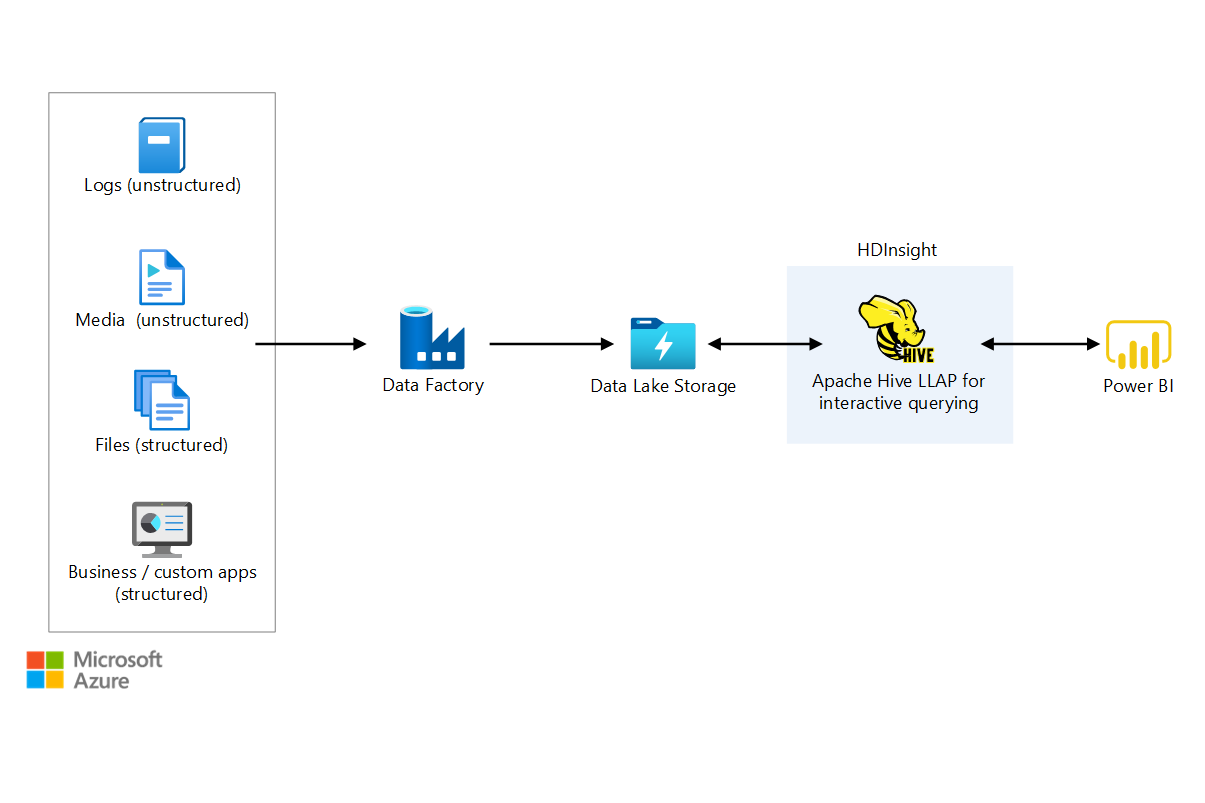 Logs (unstructured)
Media (unstructured)
Files (structured)
Business / custom apps
(structured)
Data Factory
Data Lake Storage
HDInsight
HIVE
Apache Hive LLAP for
interactive querying
Power BI
Microsoft
Azure